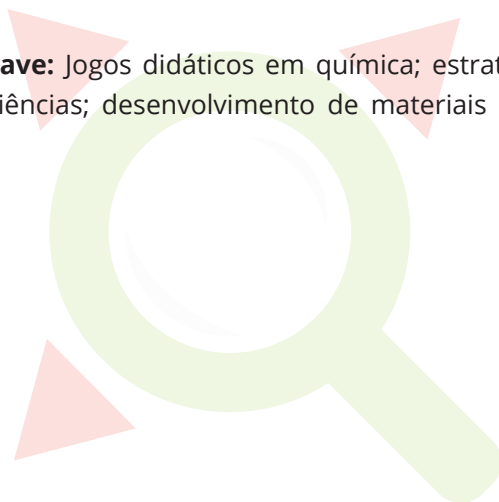 ave: Jogos didáticos em química; estrat
iências; desenvolvimento de materiais